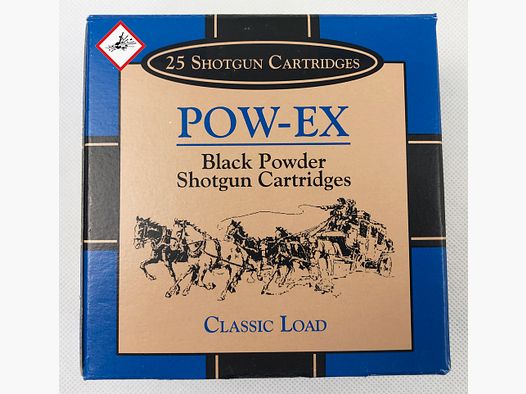 25 Shotgun Cartridges
POW-EX
Black Powder
Shotgun Cartridges
Classic Load